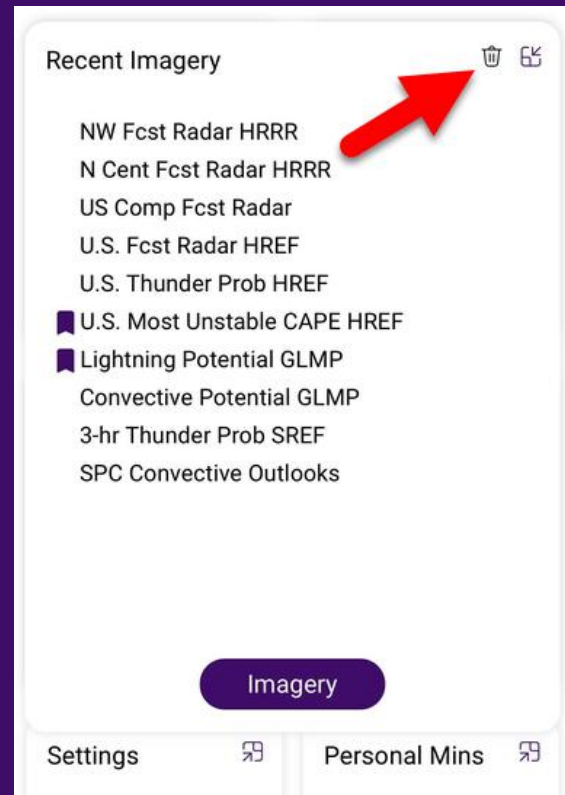 Recent Imagery
NW Fcst Radar HRRR
N Cent Fcst Radar HRRR
US Comp Fcst Radar
U.S. Fcst Radar HREF
U.S. Thunder Prob HREF
U.S. Most Unstable CAPE HREF
Lightning Potential GLMP
Convective Potential GLMP
3-hr Thunder Prob SREF
SPC Convective Outlooks
Imagery
Settings
Personal Mins